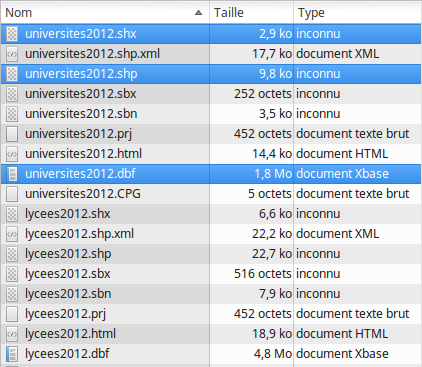 Nom Taille Type
universites2012.shx 2,9 ko inconnu
universites2012.shp.xml 17,7 ko document XML
universites2012.shp 9,8 ko inconnu
universites2012.sbx 252 octets inconnu
universites2012.sbn 3,5 ko inconnu
universites2012.prj 452 octets document texte brut
universites2012.html 14,4 ko document HTML
universites2012.dbf 1,8 Mo document Xbase
universites2012.CPG 5 octets document texte brut
lycees2012.shx 6,6 ko inconnu
lycees2012.shp.xml 22,2 ko document XML
lycees2012.shp 22,7 ko inconnu
lycees2012.sbx 516 octets inconnu
lycees2012.sbn 7,9 ko inconnu
lycees2012.prj 452 octets document texte brut
lycees2012.html 18,9 ko document HTML
lycees2012.dbf 4,8 Mo document Xbase